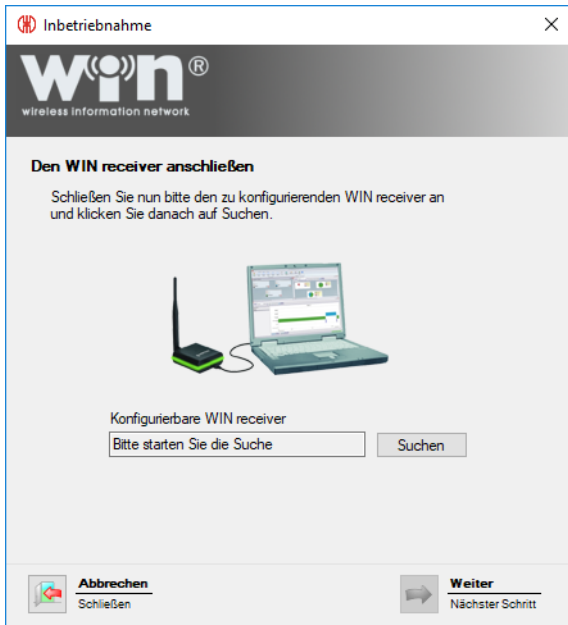 Inbetriebnahme
WIN®
wireless information network
Den WIN receiver anschließen
Schließen Sie nun bitte den zu konfigurierenden WIN receiver an
und klicken Sie danach auf Suchen.
Konfigurierbare WIN receiver
Bitte starten Sie die Suche
Suchen
Abbrechen
Schließen
Weiter
Nächster Schritt